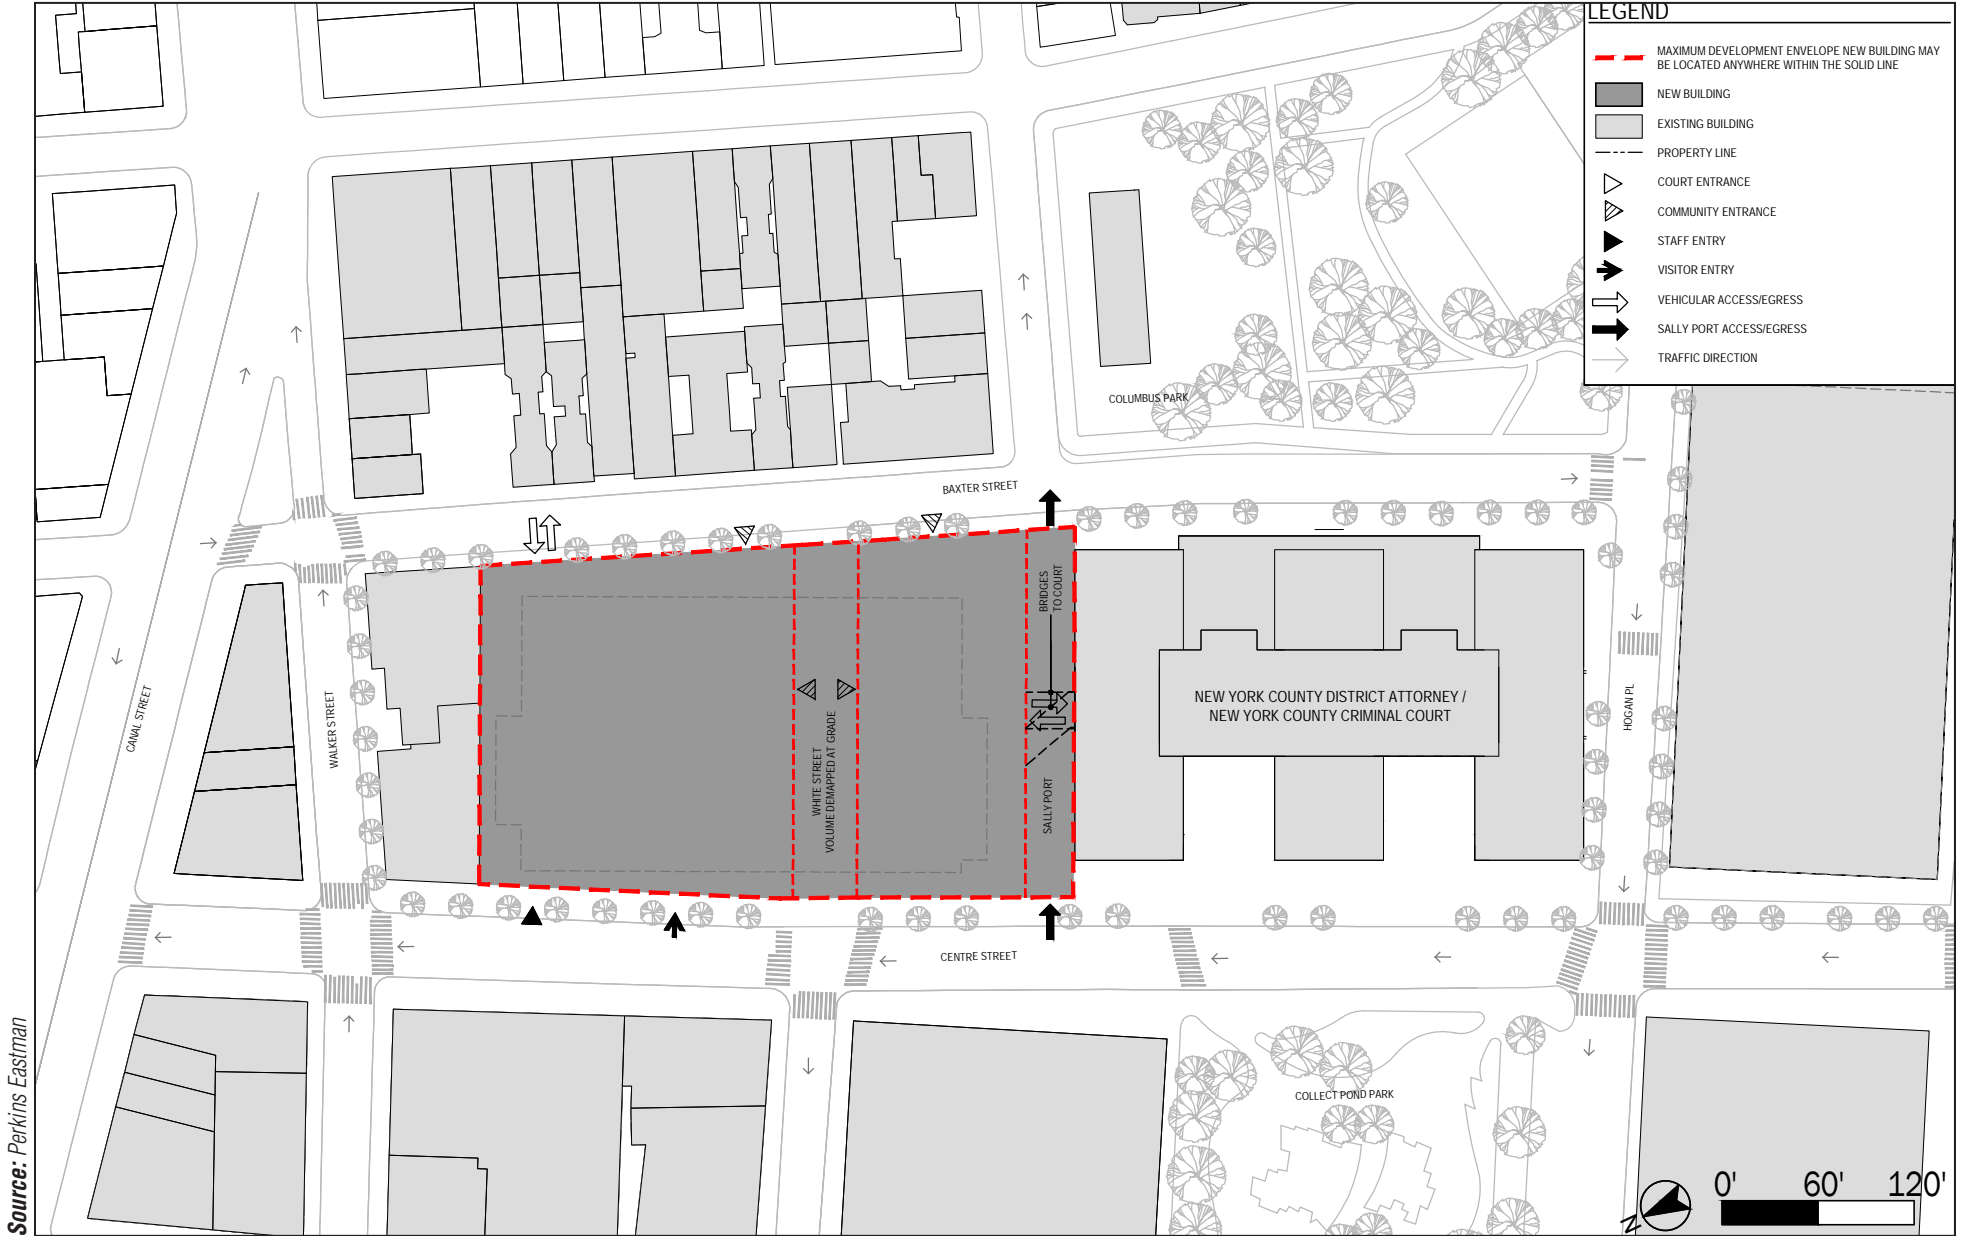 LEGEND
MAXIMUM DEVELOPMENT ENVELOPE NEW BUILDING MAY
BE LOCATED ANYWHERE WITHIN THE SOLID LINE
NEW BUILDING
EXISTING BUILDING
PROPERTY LINE
COURT ENTRANCE
COMMUNITY ENTRANCE
STAFF ENTRY
VISITOR ENTRY
VEHICULAR ACCESS/EGRESS
SALLY PORT ACCESS/EGRESS
TRAFFIC DIRECTION
COLUMBUS PARK
BAXTER STREET
BRIDGES
TO COURT
CANAL STREET
WALKER STREET
WHITE STREET
VOLUME DEMAPPED AT GRADE
SALLY PORT
NEW YORK COUNTY DISTRICT ATTORNEY /
NEW YORK COUNTY CRIMINAL COURT
HOGAN PL
CENTRE STREET
COLLECT POND PARK
N
0' 60' 120'
Source: Perkins Eastman